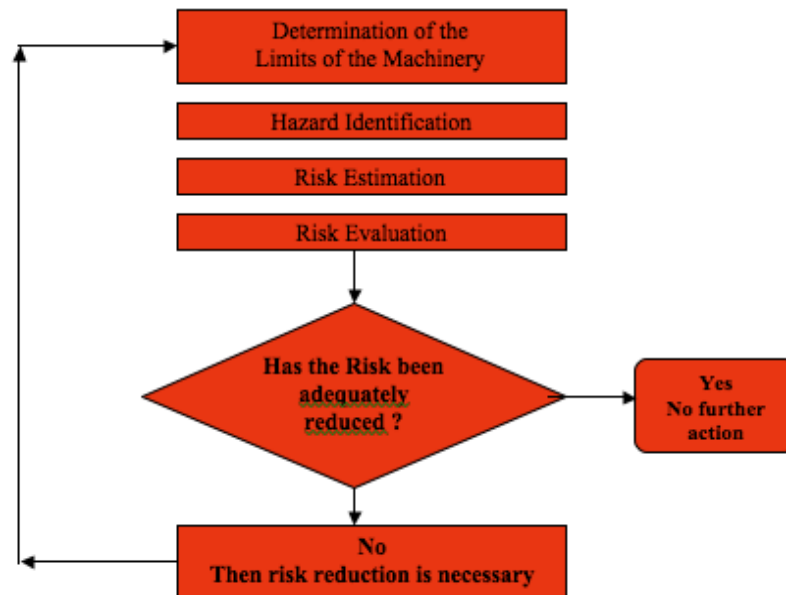 Determination of the
Limits of the Machinery
Hazard Identification
Risk Estimation
Risk Evaluation
Has the Risk been
adequately
reduced ?
Yes
No further
action
No
Then risk reduction is necessary